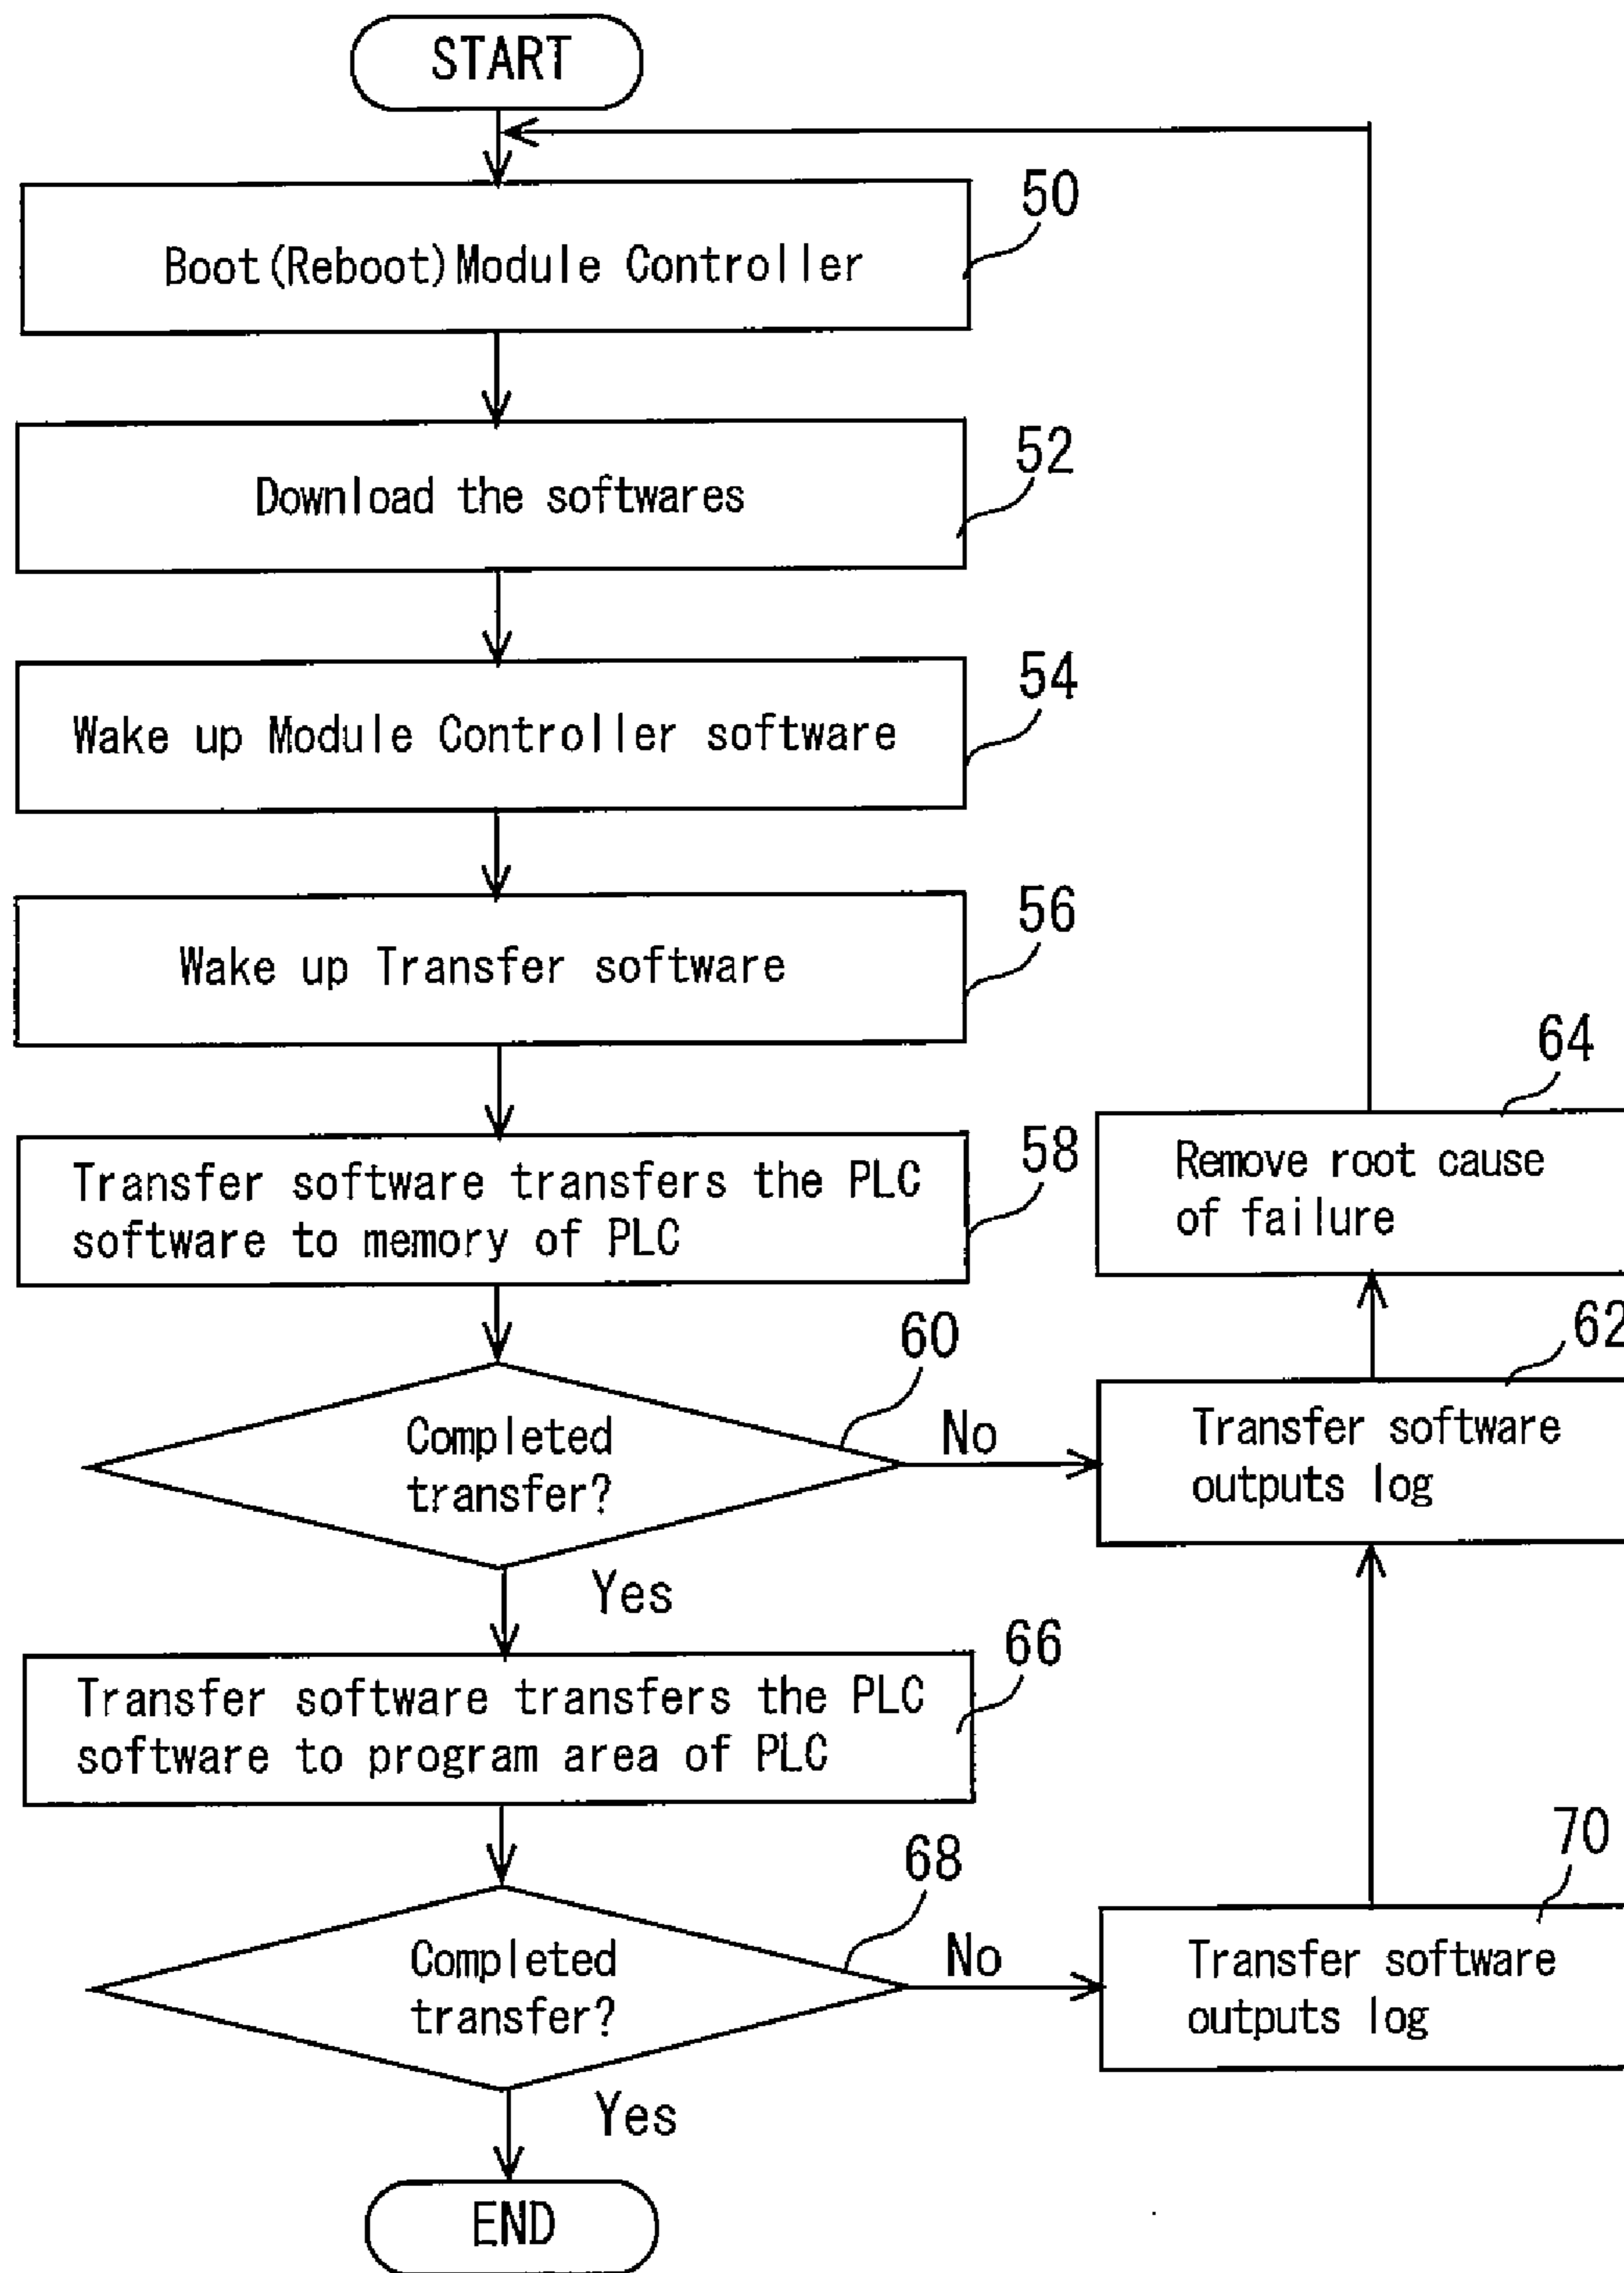 START
50
Boot(Reboot)Module Controller
52
Download the softwares
54
Wake up Module Controller software
56
Wake up Transfer software
64
58
Transfer software transfers the PLC
software to memory of PLC
Remove root cause
of failure
62
60
Completed
transfer?
No
Transfer software
outputs log
Yes
66
Transfer software transfers the PLC
software to program area of PLC
70
68
Completed
transfer?
No
Transfer software
outputs log
Yes
END